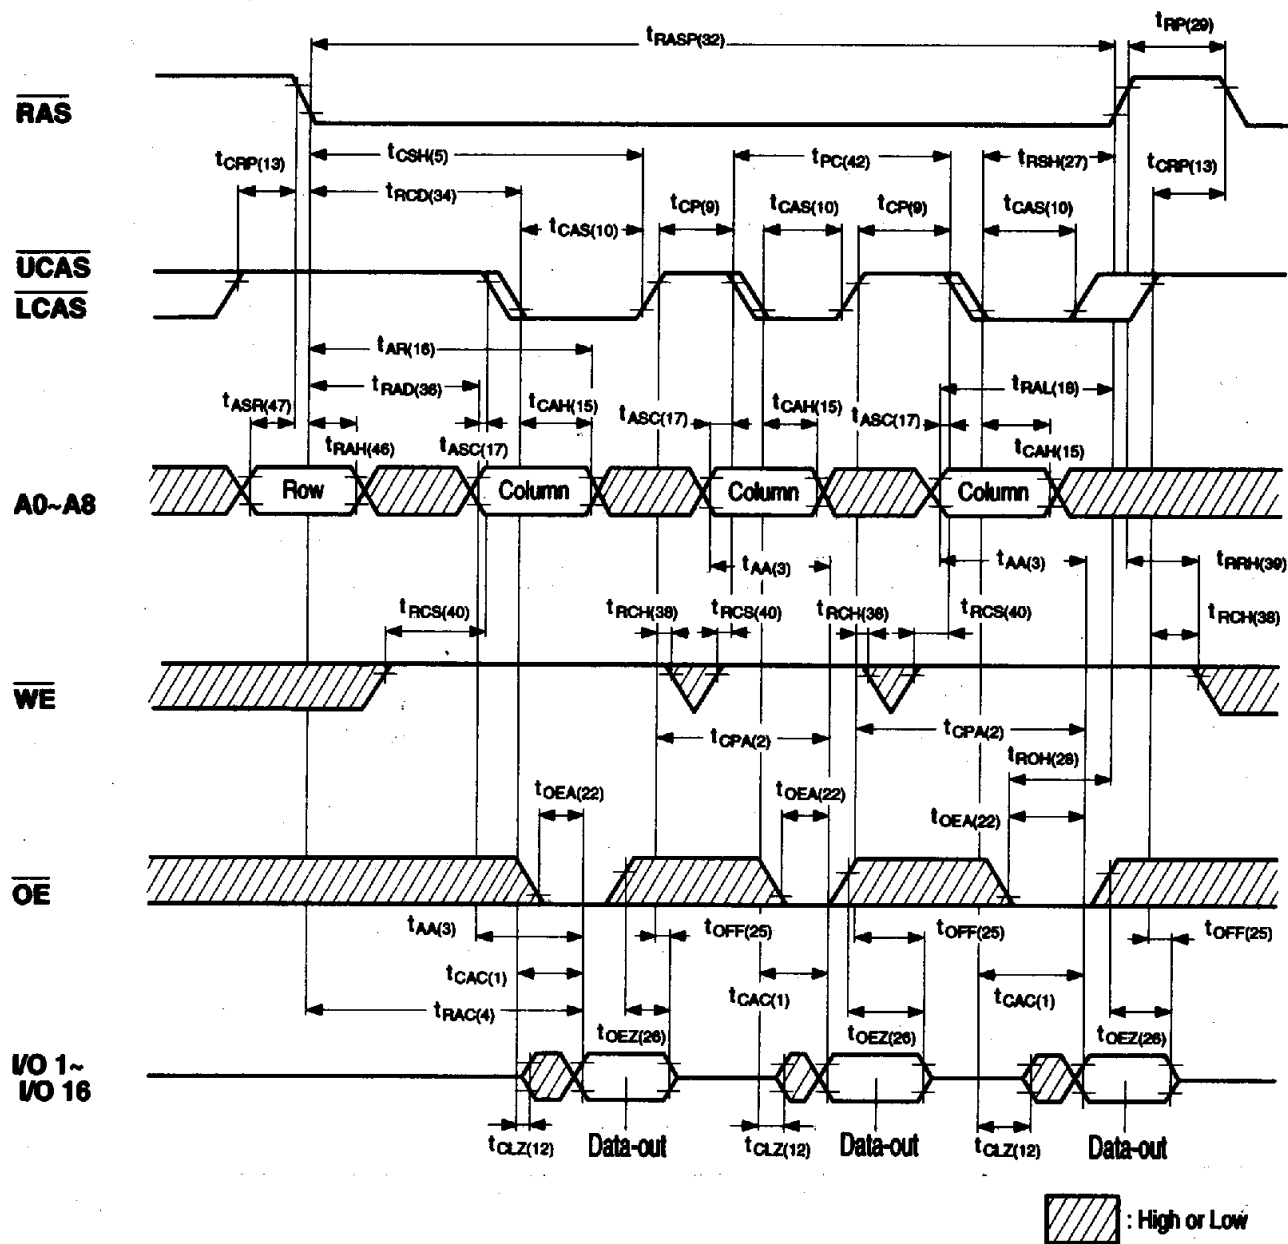 tRP(29)
tRASP(32)
RAS
tCRP(13) tCSH(5) tPC(42) tRSH(27) tCRP(13)
tRCD(34)
tCAS(10) tCP(9) tCAS(10) tCP(9) tCAS(10)
UCAS
LCAS
tAR(16)
tRAD(36) tRAL(18)
tASR(47) tCAH(15) tASC(17) tCAH(15) tASC(17)
tRAH(46) tASC(17) tCAH(15)
A0~A8 Row Column Column Column
tAA(3) tAA(3) tRRH(39)
tRCS(40) tRCH(38) tRCS(40) tRCH(38) tRCS(40) tRCH(38)
WE
tCPA(2) tCPA(2)
tROH(28)
tOEA(22) tOEA(22)
tOEA(22)
OE
tAA(3) tOFF(25) tOFF(25) tOFF(25)
tCAC(1) tCAC(1) tCAC(1)
tRAC(4)
tOEZ(26) tOEZ(26) tOEZ(26)
I/O 1~
I/O 16
tCLZ(12) Data-out tCLZ(12) Data-out tCLZ(12) Data-out
: High or Low